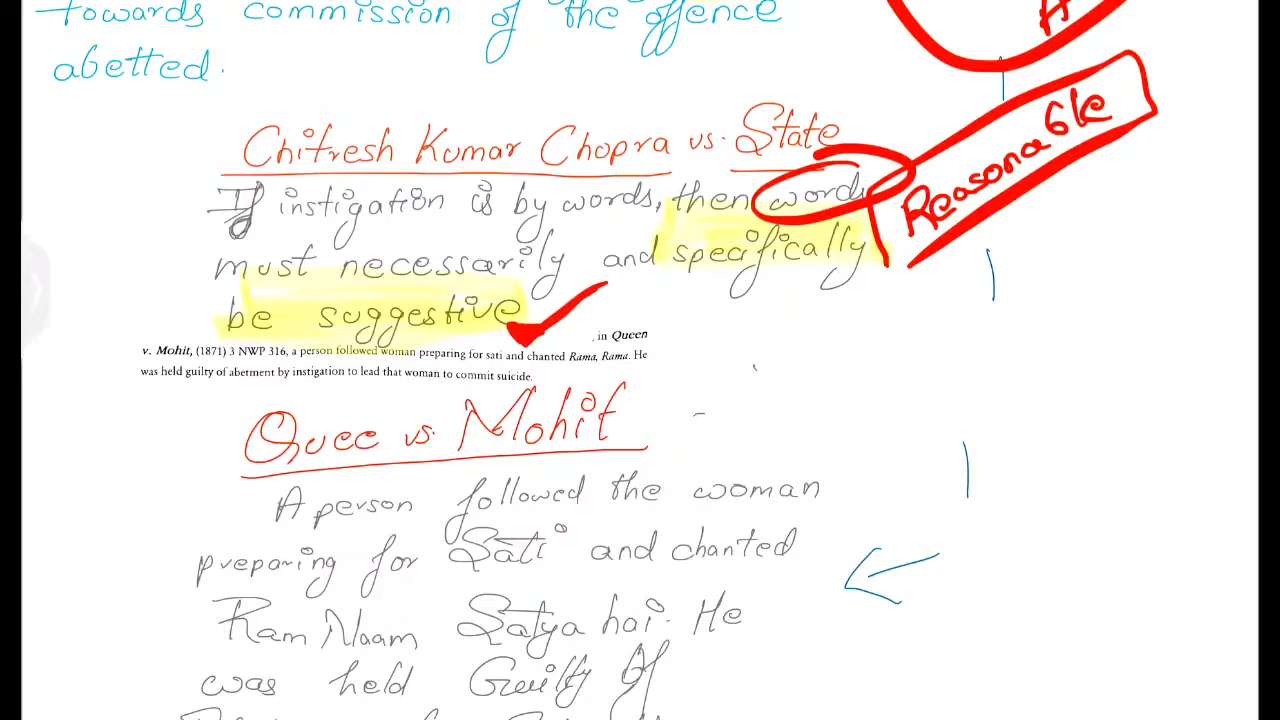 towards commission of the offence
abetted.
Chitresh Kumar Chopra vs. State
If instigation is by words, then words
must necessarily and specifically
be suggestive
Reasonable
, in Queen
v. Mohit, (1871) 3 NWP 316, a person followed woman preparing for sati and chanted Rama, Rama. He
was held guilty of abetment by instigation to lead that woman to commit suicide.
Quee vs. Mohit
A person followed the woman
preparing for Sati and chanted
Ram Naam Satya hai. He
was held Guilty Of